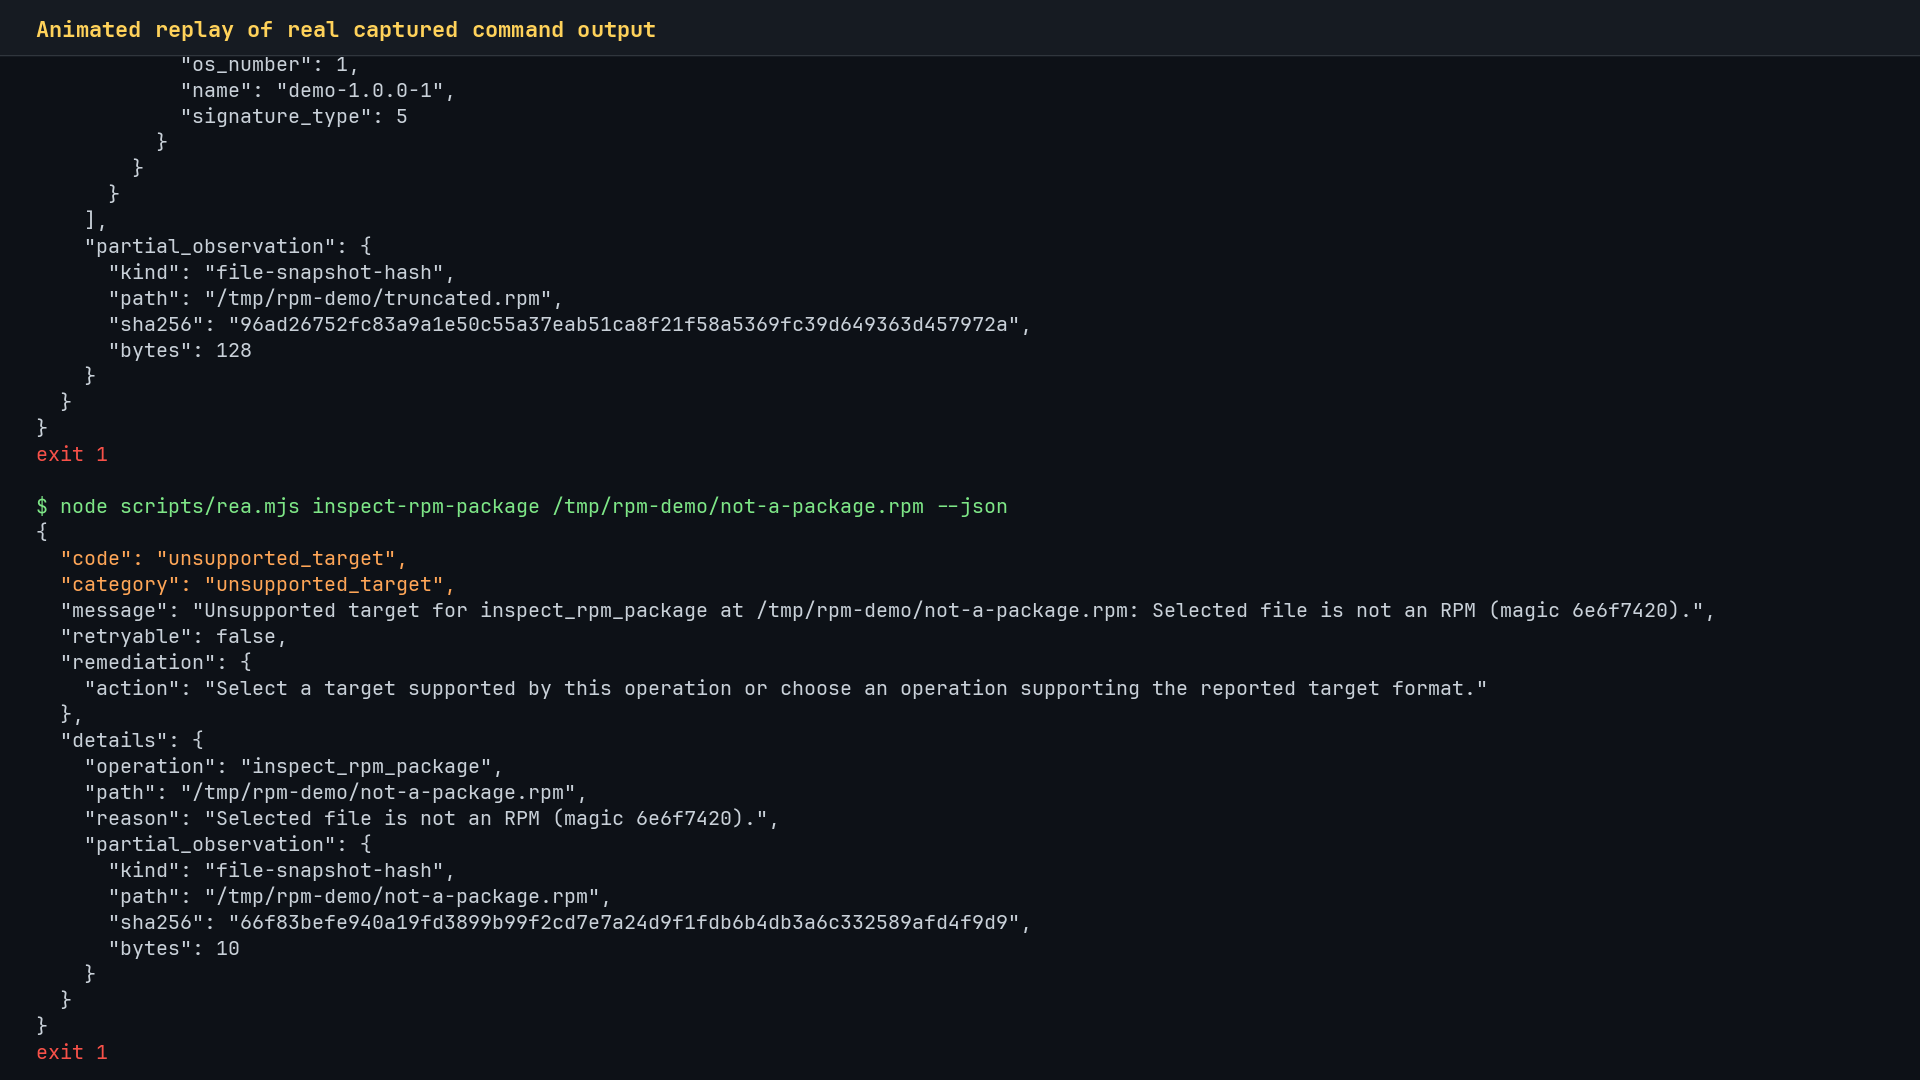 Animated replay of real captured command output
"os_number": 1,
"name": "demo-1.0.0-1",
"signature_type": 5
}
}
}
],
"partial_observation": {
"kind": "file-snapshot-hash",
"path": "/tmp/rpm-demo/truncated.rpm",
"sha256": "96ad26752fc83a9a1e50c55a37eab51ca8f21f58a5369fc39d649363d457972a",
"bytes": 128
}
}
}
exit 1
$ node scripts/rea.mjs inspect-rpm-package /tmp/rpm-demo/not-a-package.rpm --json
{
"code": "unsupported_target",
"category": "unsupported_target",
"message": "Unsupported target for inspect_rpm_package at /tmp/rpm-demo/not-a-package.rpm: Selected file is not an RPM (magic 6e6f7420).",
"retryable": false,
"remediation": {
"action": "Select a target supported by this operation or choose an operation supporting the reported target format."
},
"details": {
"operation": "inspect_rpm_package",
"path": "/tmp/rpm-demo/not-a-package.rpm",
"reason": "Selected file is not an RPM (magic 6e6f7420).",
"partial_observation": {
"kind": "file-snapshot-hash",
"path": "/tmp/rpm-demo/not-a-package.rpm",
"sha256": "66f83befe940a19fd3899b99f2cd7e7a24d9f1fdb6b4db3a6c332589afd4f9d9",
"bytes": 10
}
}
}
exit 1